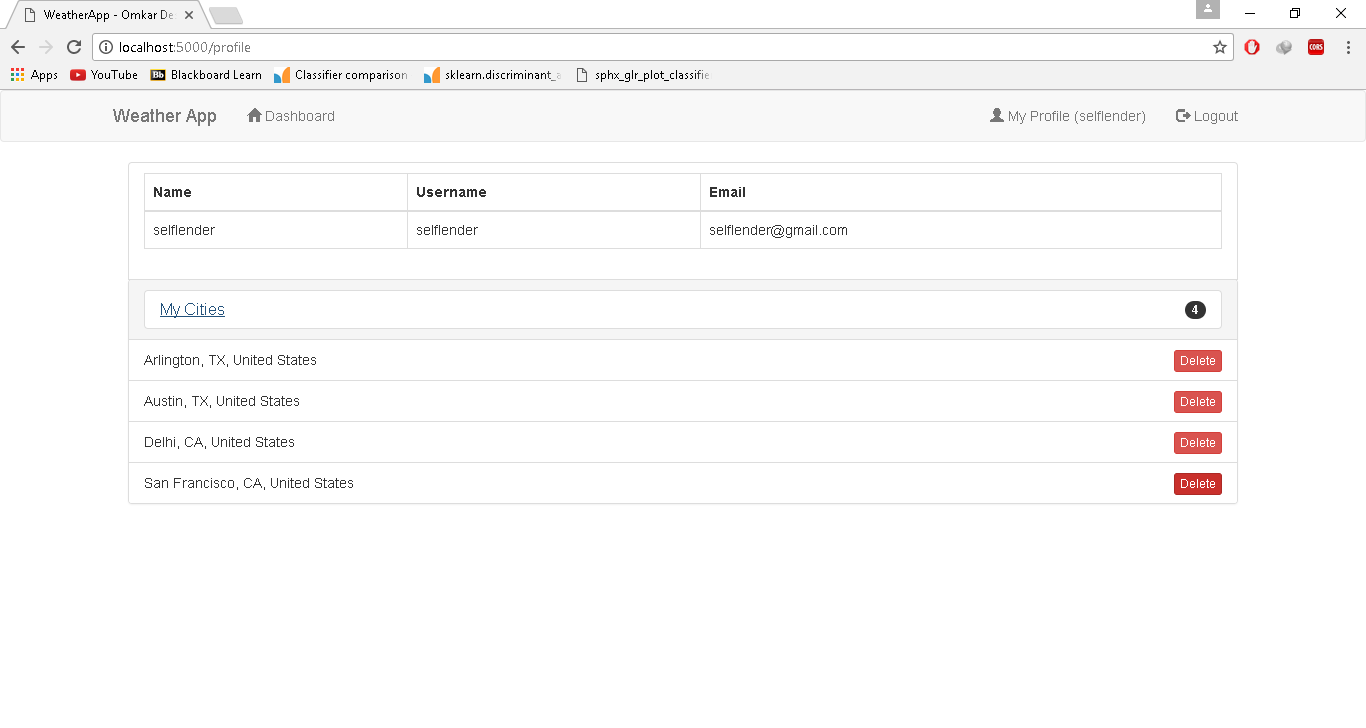 WeatherApp - Omkar De
localhost:5000/profile
CORS
Apps YouTube Bb Blackboard Learn Classifier comparison sklearn.discriminant_a sphx_glr_plot_classifie
Weather App Dashboard My Profile (selflender) Logout
Name Username Email
selflender selflender selflender@gmail.com
My Cities 4
Arlington, TX, United States Delete
Austin, TX, United States Delete
Delhi, CA, United States Delete
San Francisco, CA, United States Delete